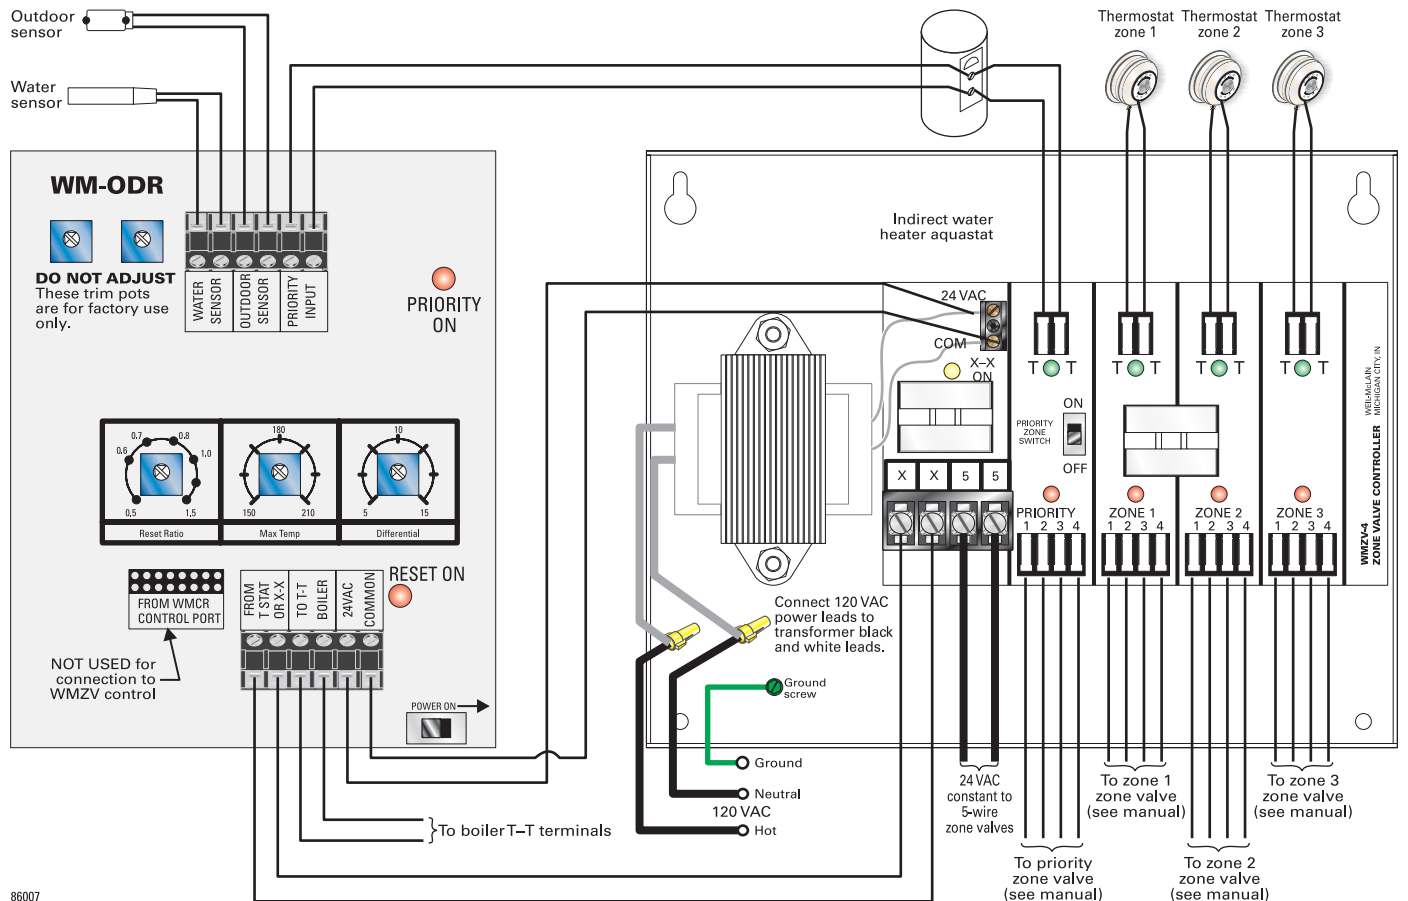 Outdoor
sensor
Water
sensor
Thermostat
zone 1
Thermostat
zone 2
Thermostat
zone 3
WM-ODR
DO NOT ADJUST
These trim pots
are for factory use
only.
WATER
SENSOR
OUTDOOR
SENSOR
PRIORITY
INPUT
PRIORITY
ON
Indirect water
heater aquastat
24 VAC
COM
X–X
ON
T T
T T
T T
T T
PRIORITY
ZONE
SWITCH
ON
OFF
WEIL-McLAIN
MICHIGAN CITY, IN
WMZV-4
ZONE VALVE CONTROLLER
0.5
0.6
0.7
0.8
1.0
1.5
Reset Ratio
150
180
210
Max Temp
5
10
15
Differential
X X 5 5
PRIORITY
1 2 3 4
ZONE 1
1 2 3 4
ZONE 2
1 2 3 4
ZONE 3
1 2 3 4
FROM WMCR
CONTROL PORT
NOT USED for
connection to
WMZV control
FROM
T STAT
OR X-X
TO T-T
BOILER
24VAC
COMMON
RESET ON
POWER ON
Connect 120 VAC
power leads to
transformer black
and white leads.
Ground
screw
Ground
Neutral
120 VAC
Hot
24 VAC
constant to
5-wire
zone valves
To boiler T–T terminals
To priority
zone valve
(see manual)
To zone 1
zone valve
(see manual)
To zone 2
zone valve
(see manual)
To zone 3
zone valve
(see manual)
86007